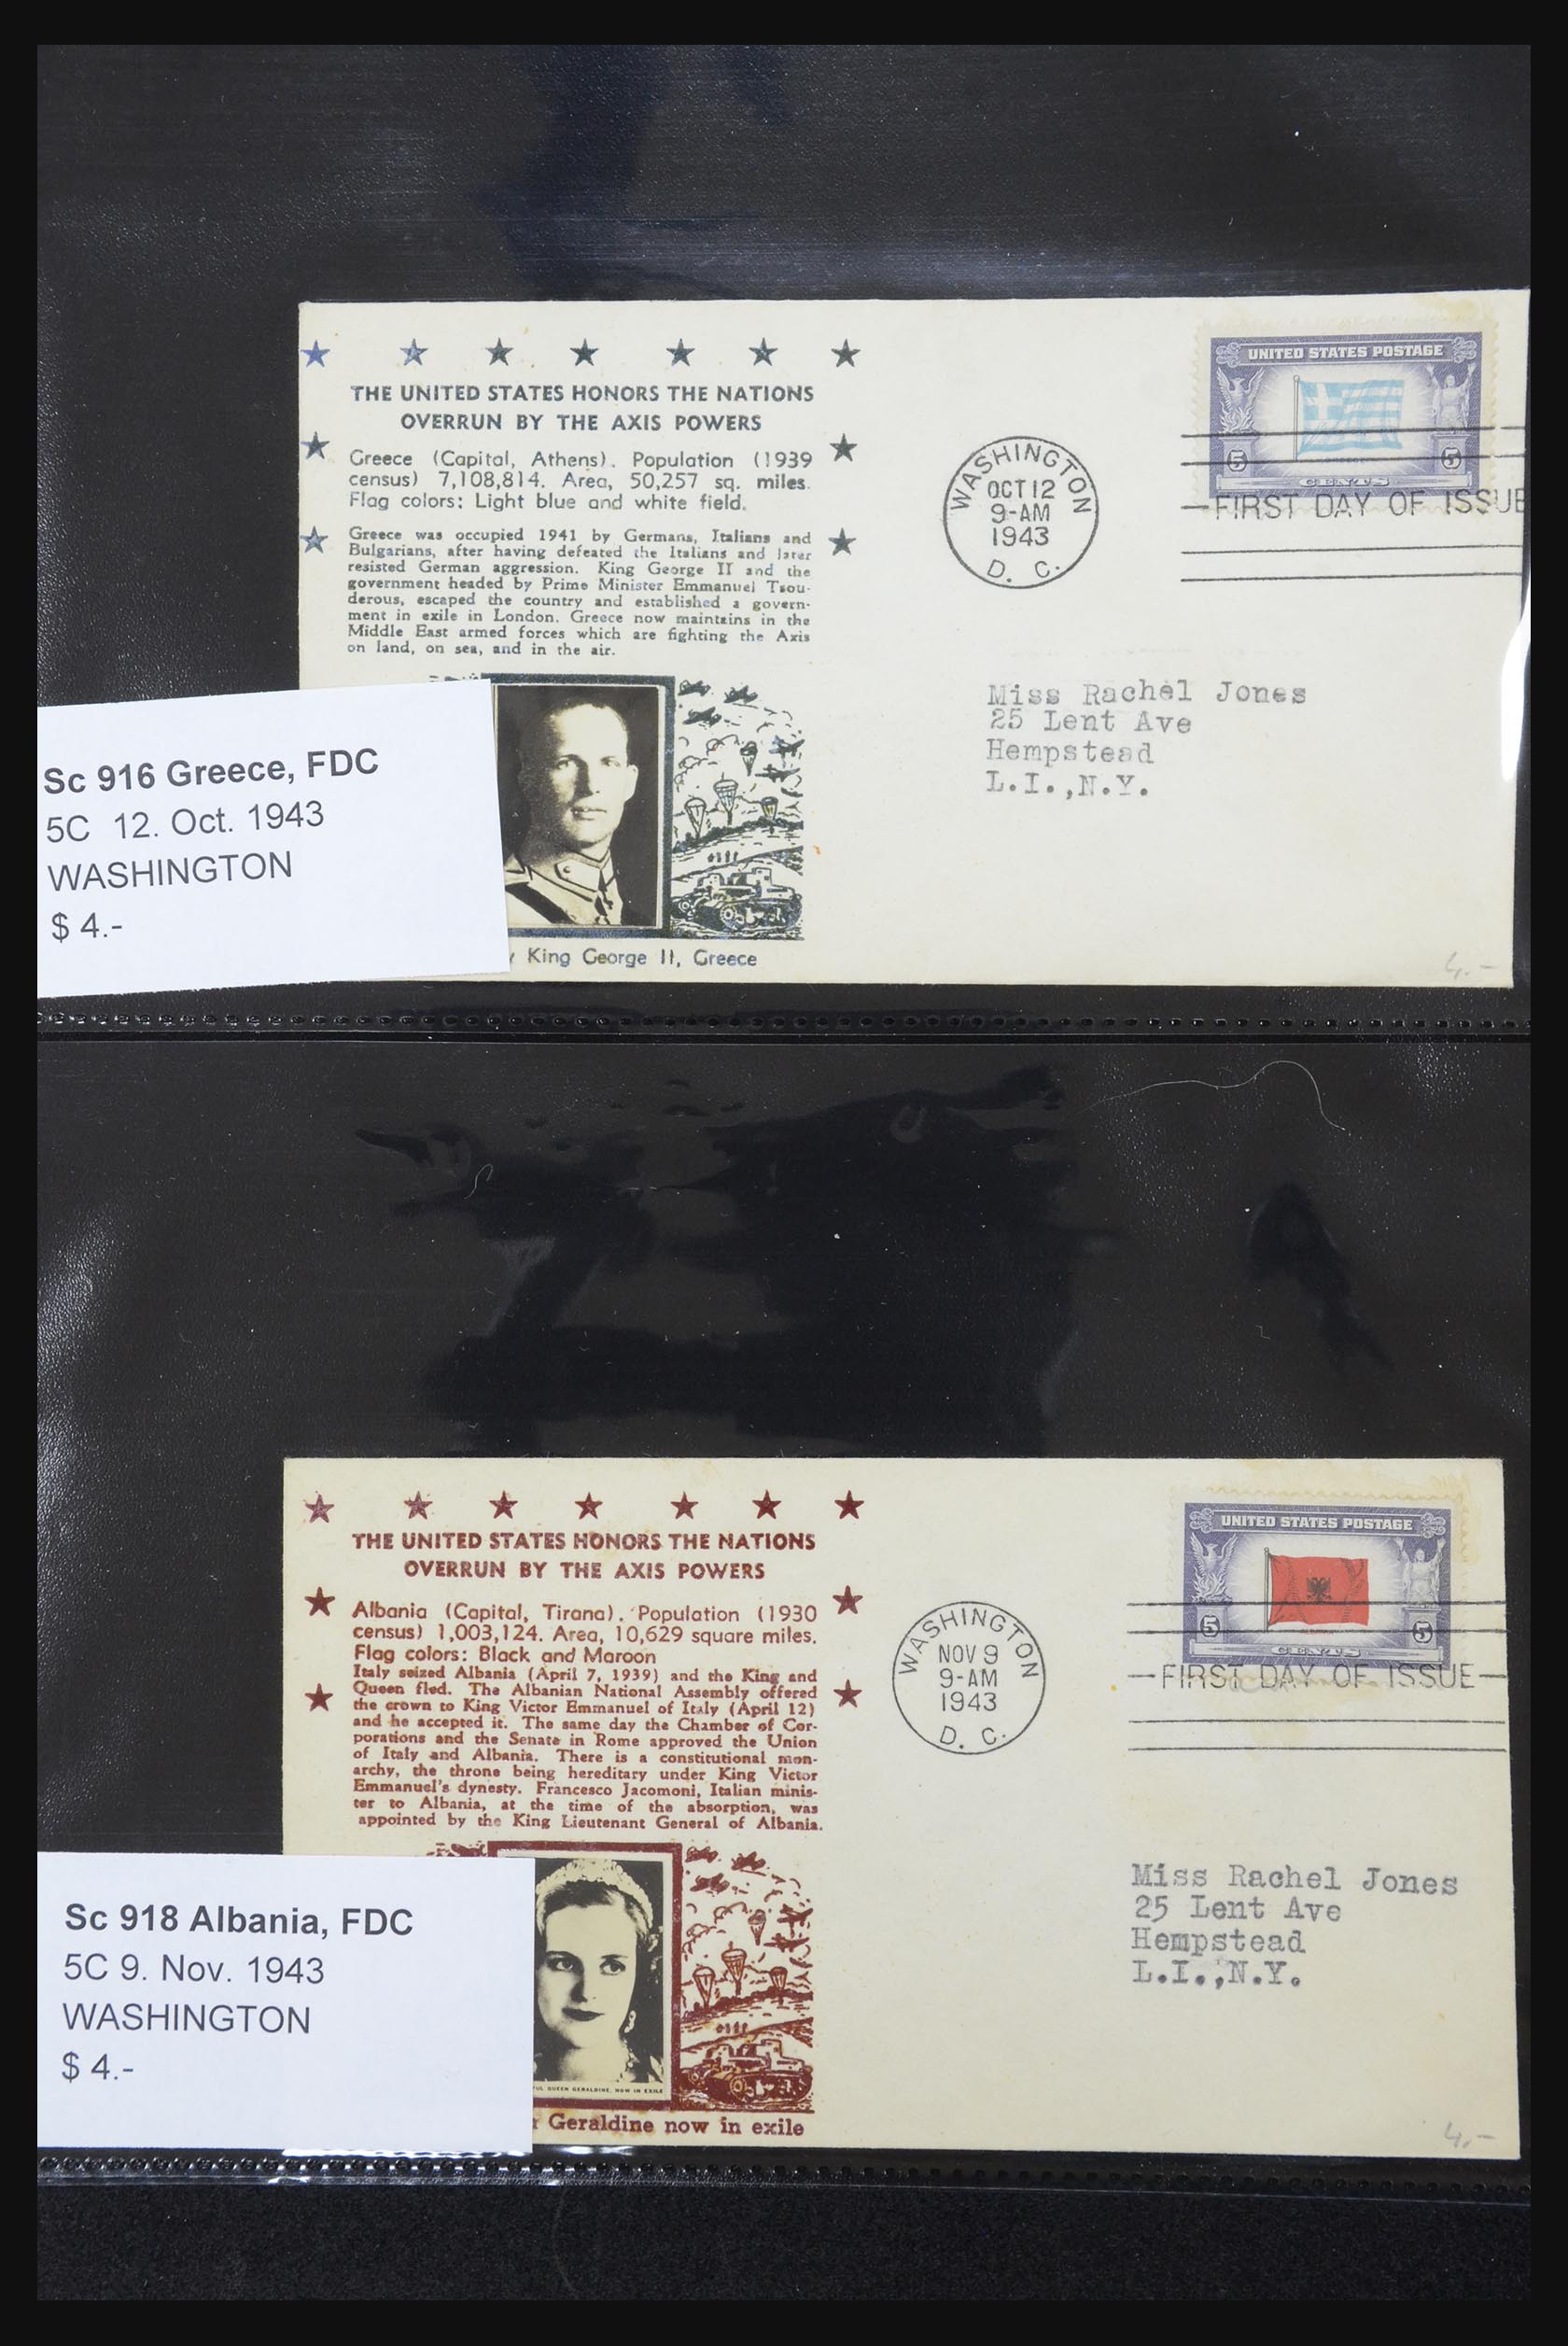 THE UNITED STATES HONORS THE NATIONS
OVERRUN BY THE AXIS POWERS
Greece (Capital, Athens). Population (1939
census) 7,108,814. Area, 50,257 sq. miles.
Flag colors: Light blue and white field.
Greece was occupied 1941 by Germans, Italians and
Bulgarians, after having defeated the Italians and later
resisted German aggression. King George II and the
government headed by Prime Minister Emmanuel Tsou-
derous, escaped the country and established a govern-
ment in exile in London. Greece now maintains in the
Middle East armed forces which are fighting the Axis
on land, on sea, and in the air.
King George II, Greece
WASHINGTON
OCT 12
9-AM
1943
D. C.
UNITED STATES POSTAGE
5 5
CENTS
FIRST DAY OF ISSUE
Miss Rachel Jones
25 Lent Ave
Hempstead
L.I.,N.Y.
4.-
Sc 916 Greece, FDC
5C 12. Oct. 1943
WASHINGTON
$ 4.-
THE UNITED STATES HONORS THE NATIONS
OVERRUN BY THE AXIS POWERS
Albania (Capital, Tirana). Population (1930
census) 1,003,124. Area, 10,629 square miles.
Flag colors: Black and Maroon
Italy seized Albania (April 7, 1939) and the King and
Queen fled. The Albanian National Assembly offered
the crown to King Victor Emmanuel of Italy (April 12)
and he accepted it. The same day the Chamber of Cor-
porations and the Senate in Rome approved the Union
of Italy and Albania. There is a constitutional mon-
archy, the throne being hereditary under King Victor
Emmanuel's dynesty. Francesco Jacomoni, Italian minis-
ter to Albania, at the time of the absorption, was
appointed by the King Lieutenant General of Albania.
QUEEN GERALDINE, NOW IN EXILE
Geraldine now in exile
WASHINGTON
NOV 9
9-AM
1943
D. C.
UNITED STATES POSTAGE
5 5
CENTS
FIRST DAY OF ISSUE
Miss Rachel Jones
25 Lent Ave
Hempstead
L.I.,N.Y.
4.-
Sc 918 Albania, FDC
5C 9. Nov. 1943
WASHINGTON
$ 4.-